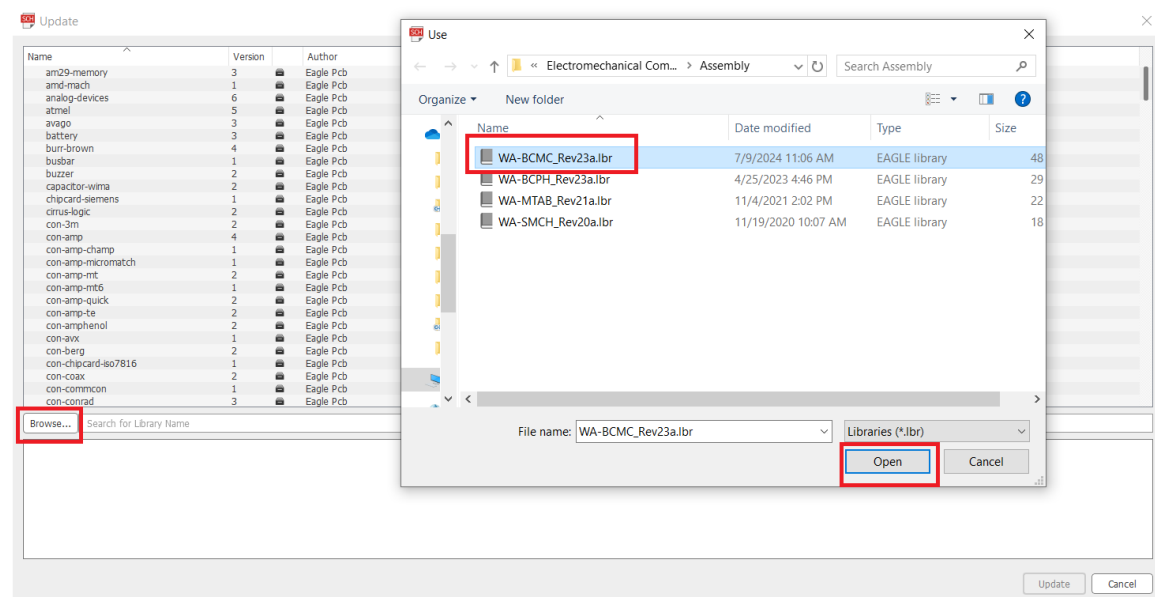 Update
Name Version Author
am29-memory 3 Eagle Pcb
amd-mach 1 Eagle Pcb
analog-devices 6 Eagle Pcb
atmel 5 Eagle Pcb
avago 3 Eagle Pcb
battery 3 Eagle Pcb
burr-brown 4 Eagle Pcb
busbar 1 Eagle Pcb
buzzer 2 Eagle Pcb
capacitor-wima 2 Eagle Pcb
chipcard-siemens 1 Eagle Pcb
cirrus-logic 2 Eagle Pcb
con-3m 2 Eagle Pcb
con-amp 4 Eagle Pcb
con-amp-champ 1 Eagle Pcb
con-amp-micromatch 1 Eagle Pcb
con-amp-mt 2 Eagle Pcb
con-amp-mt6 1 Eagle Pcb
con-amp-quick 2 Eagle Pcb
con-amp-te 2 Eagle Pcb
con-amphenol 2 Eagle Pcb
con-avx 1 Eagle Pcb
con-berg 2 Eagle Pcb
con-chipcard-iso7816 1 Eagle Pcb
con-coax 2 Eagle Pcb
con-commcon 1 Eagle Pcb
con-conrad 3 Eagle Pcb
Browse... Search for Library Name
SCH Use
« Electromechanical Com... > Assembly Search Assembly
Organize New folder
Name Date modified Type Size
WA-BCMC_Rev23a.lbr 7/9/2024 11:06 AM EAGLE library 48
WA-BCPH_Rev23a.lbr 4/25/2023 4:46 PM EAGLE library 29
WA-MTAB_Rev21a.lbr 11/4/2021 2:02 PM EAGLE library 22
WA-SMCH_Rev20a.lbr 11/19/2020 10:07 AM EAGLE library 18
File name: WA-BCMC_Rev23a.lbr Libraries (*.lbr)
Open Cancel
Update Cancel